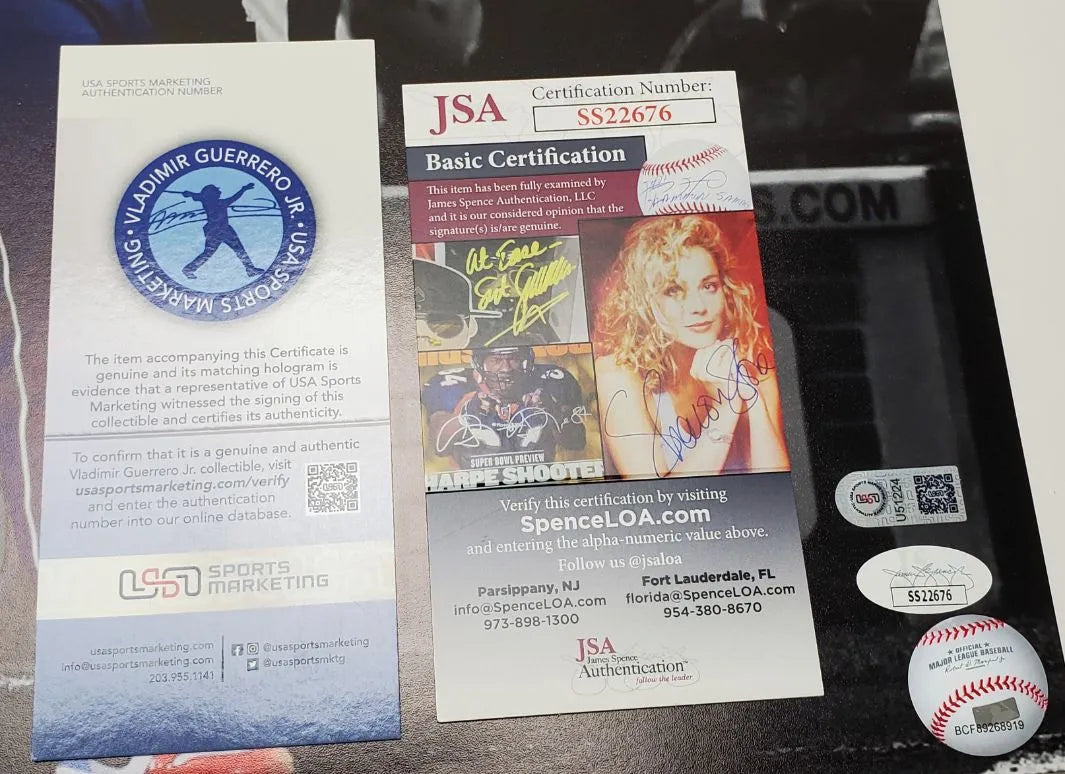 USA SPORTS MARKETING
AUTHENTICATION NUMBER
• VLADIMIR GUERRERO JR. • USA SPORTS MARKETING
The item accompanying this Certificate is
genuine and its matching hologram is
evidence that a representative of USA Sports
Marketing witnessed the signing of this
collectible and certifies its authenticity.
To confirm that it is a genuine and authentic
Vladimir Guerrero Jr. collectible, visit
usasportsmarketing.com/verify
and enter the authentication
number into our online database.
USA SPORTS
MARKETING
usasportsmarketing.com
info@usasportsmarketing.com
203.955.1141
@usasportsmarketing
@usasportsmktg
JSA
Certification Number:
SS22676
Basic Certification
This item has been fully examined by
James Spence Authentication, LLC
and it is our considered opinion that the
signature(s) is/are genuine.
At Ease -
SUPER BOWL PREVIEW
HARPE SHOOTER
Sharon Stone
Verify this certification by visiting
SpenceLOA.com
and entering the alpha-numeric value above.
Follow us @jsaloa
Parsippany, NJ
info@SpenceLOA.com
973-898-1300
Fort Lauderdale, FL
florida@SpenceLOA.com
954-380-8670
JSA
James Spence
Authentication™
follow the leader
S.COM
U51224
SS22676
★ OFFICIAL ★
MAJOR LEAGUE BASEBALL
BCF89268919